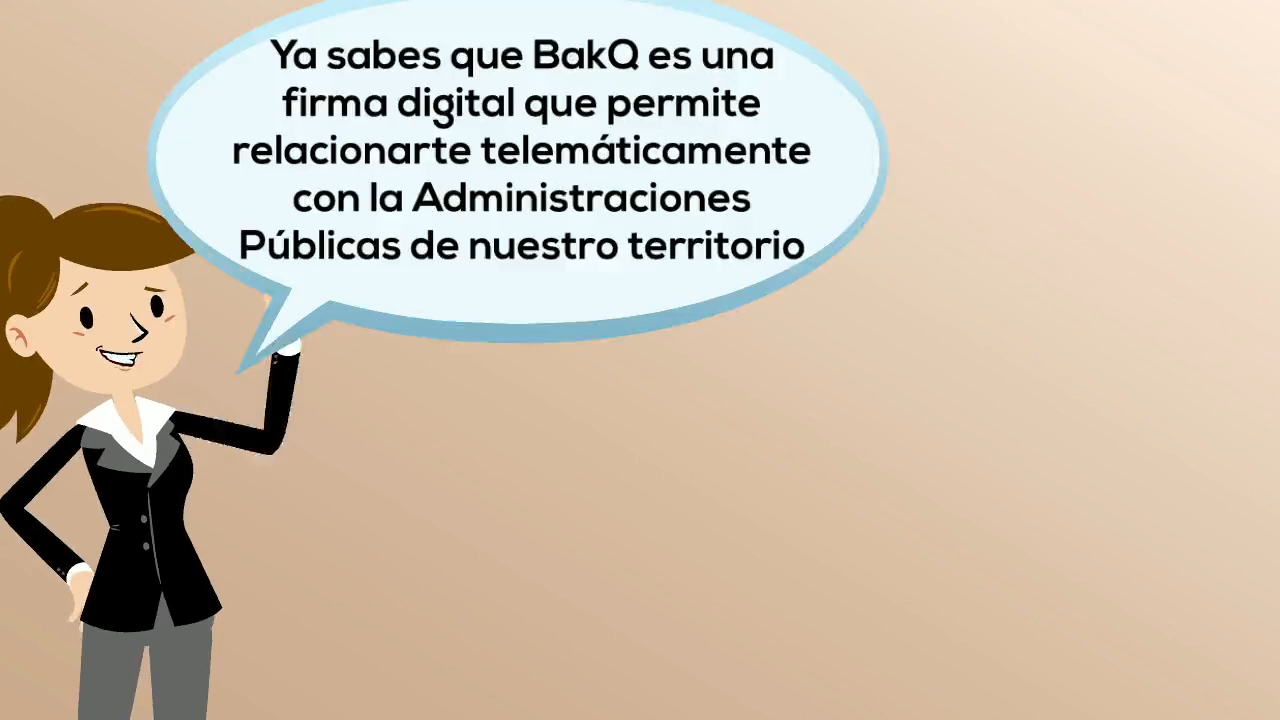 Ya sabes que BakQ es una
firma digital que permite
relacionarte telemáticamente
con la Administraciones
Públicas de nuestro territorio